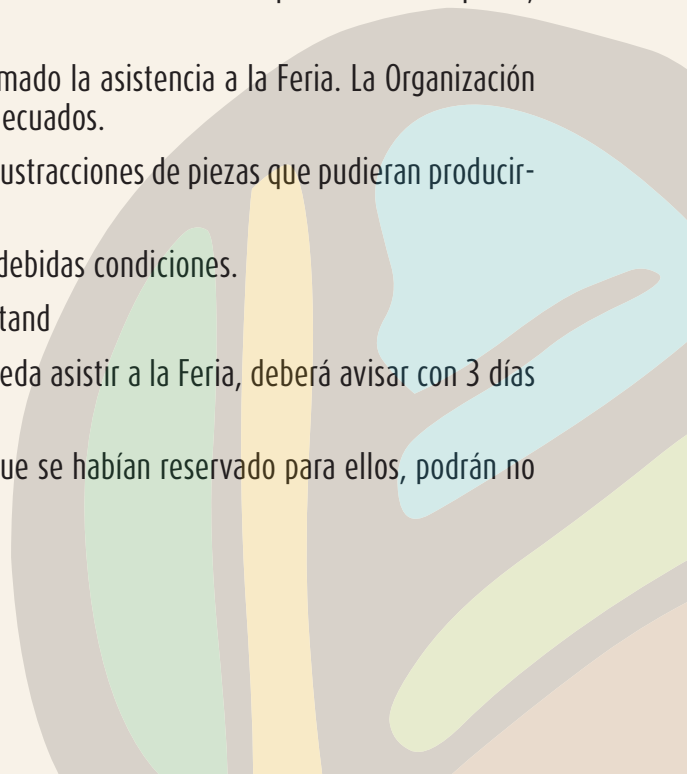 mado la asistencia a la Feria. La Organización
ecuados.
ustracciones de piezas que pudieran producir-
debidas condiciones.
tand
eda asistir a la Feria, deberá avisar con 3 días
ue se habían reservado para ellos, podrán no